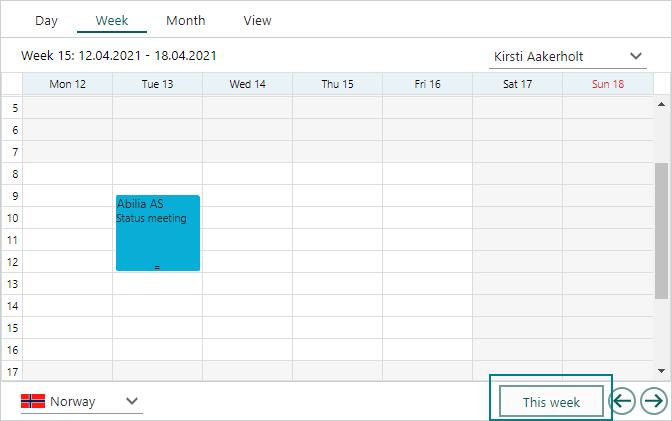 Day Week Month View
Week 15: 12.04.2021 - 18.04.2021 Kirsti Aakerholt
Mon 12 Tue 13 Wed 14 Thu 15 Fri 16 Sat 17 Sun 18
5
6
7
8
9 Abilia AS
10 Status meeting
11
12
13
14
15
16
17
Norway This week